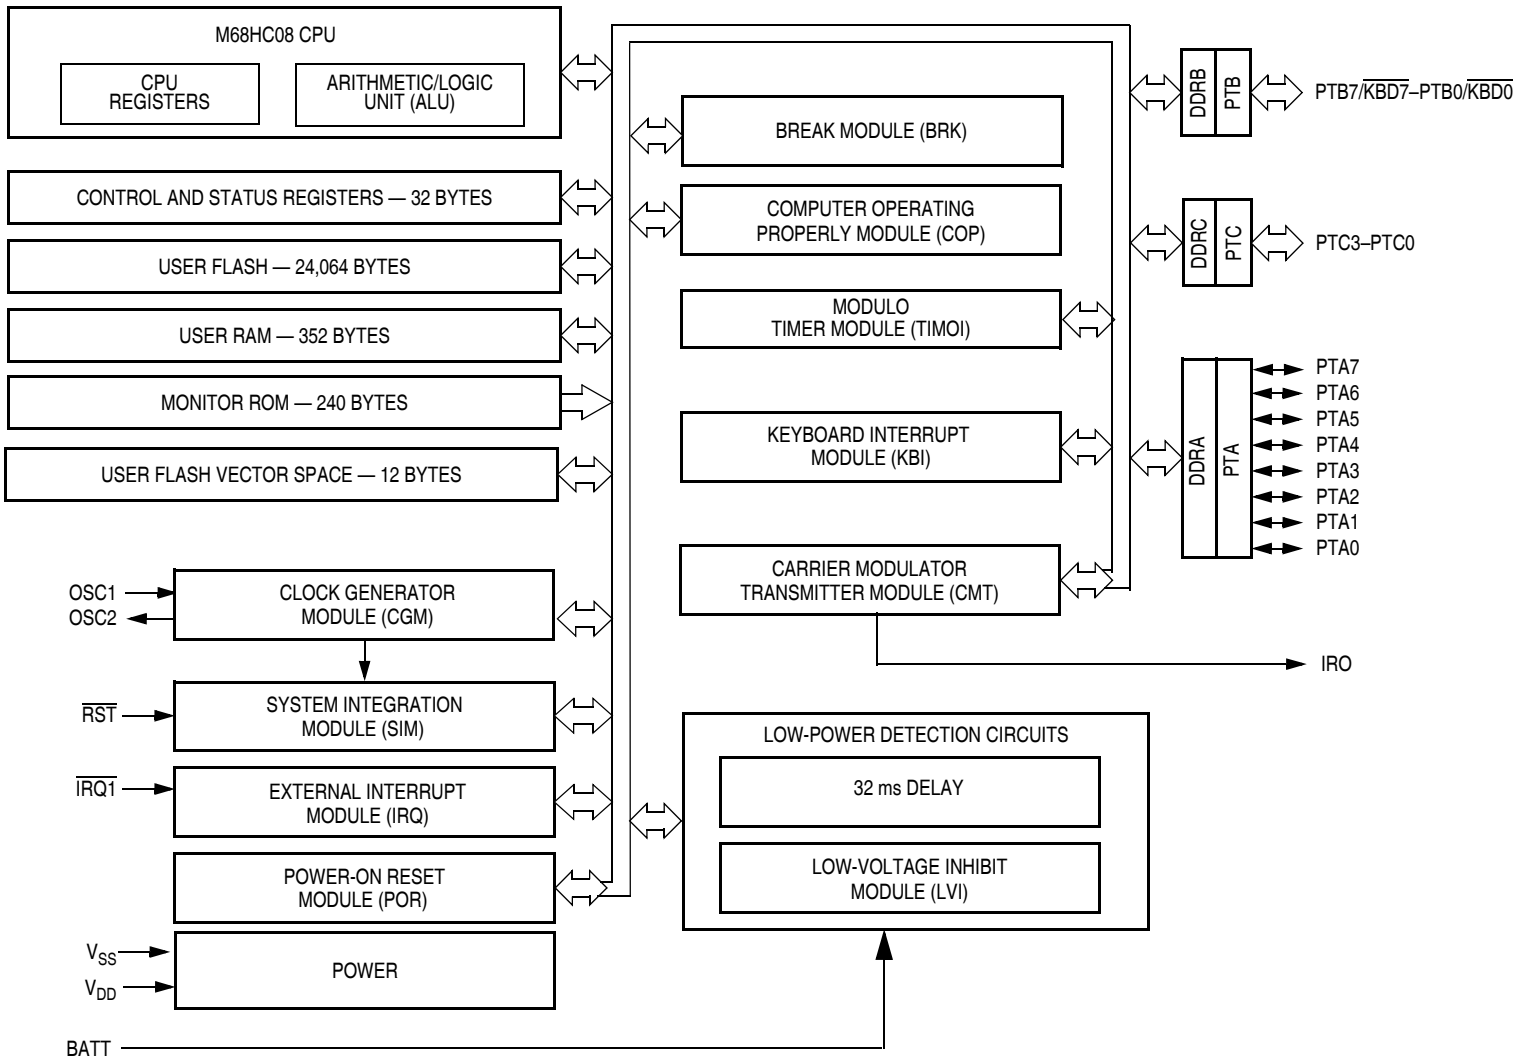 M68HC08 CPU
CPU
REGISTERS
ARITHMETIC/LOGIC
UNIT (ALU)
CONTROL AND STATUS REGISTERS — 32 BYTES
USER FLASH — 24,064 BYTES
USER RAM — 352 BYTES
MONITOR ROM — 240 BYTES
USER FLASH VECTOR SPACE — 12 BYTES
OSC1
OSC2
CLOCK GENERATOR
MODULE (CGM)
RST
SYSTEM INTEGRATION
MODULE (SIM)
IRQ1
EXTERNAL INTERRUPT
MODULE (IRQ)
POWER-ON RESET
MODULE (POR)
VSS
VDD
POWER
BATT
BREAK MODULE (BRK)
COMPUTER OPERATING
PROPERLY MODULE (COP)
MODULO
TIMER MODULE (TIMOI)
KEYBOARD INTERRUPT
MODULE (KBI)
CARRIER MODULATOR
TRANSMITTER MODULE (CMT)
LOW-POWER DETECTION CIRCUITS
32 ms DELAY
LOW-VOLTAGE INHIBIT
MODULE (LVI)
DDRB
PTB
PTB7/KBD7–PTB0/KBD0
DDRC
PTC
PTC3–PTC0
DDRA
PTA
PTA7
PTA6
PTA5
PTA4
PTA3
PTA2
PTA1
PTA0
IRO